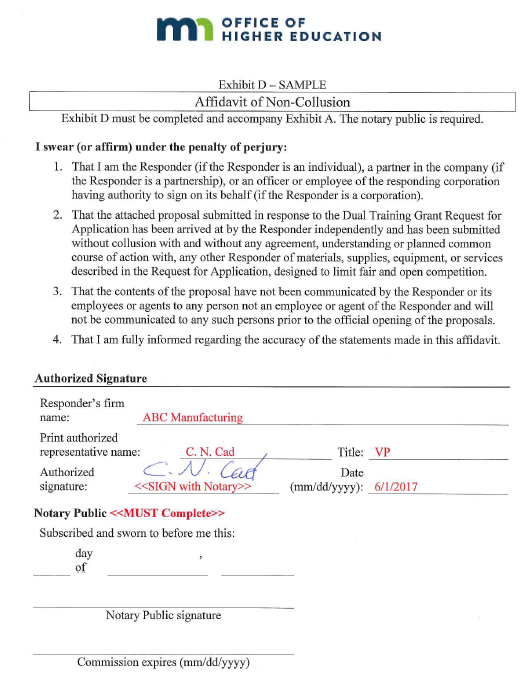 OFFICE OF
HIGHER EDUCATION
Exhibit D – SAMPLE
Affidavit of Non-Collusion
Exhibit D must be completed and accompany Exhibit A. The notary public is required.
I swear (or affirm) under the penalty of perjury:
1. That I am the Responder (if the Responder is an individual), a partner in the company (if
the Responder is a partnership), or an officer or employee of the responding corporation
having authority to sign on its behalf (if the Responder is a corporation).
2. That the attached proposal submitted in response to the Dual Training Grant Request for
Application has been arrived at by the Responder independently and has been submitted
without collusion with and without any agreement, understanding or planned common
course of action with, any other Responder of materials, supplies, equipment, or services
described in the Request for Application, designed to limit fair and open competition.
3. That the contents of the proposal have not been communicated by the Responder or its
employees or agents to any person not an employee or agent of the Responder and will
not be communicated to any such persons prior to the official opening of the proposals.
4. That I am fully informed regarding the accuracy of the statements made in this affidavit.
Authorized Signature
Responder's firm
name: ABC Manufacturing
Print authorized
representative name: C. N. Cad Title: VP
Authorized C. N. Cad Date
signature: <<SIGN with Notary>> (mm/dd/yyyy): 6/1/2017
Notary Public <<MUST Complete>>
Subscribed and sworn to before me this:
day ,
of
Notary Public signature
Commission expires (mm/dd/yyyy)